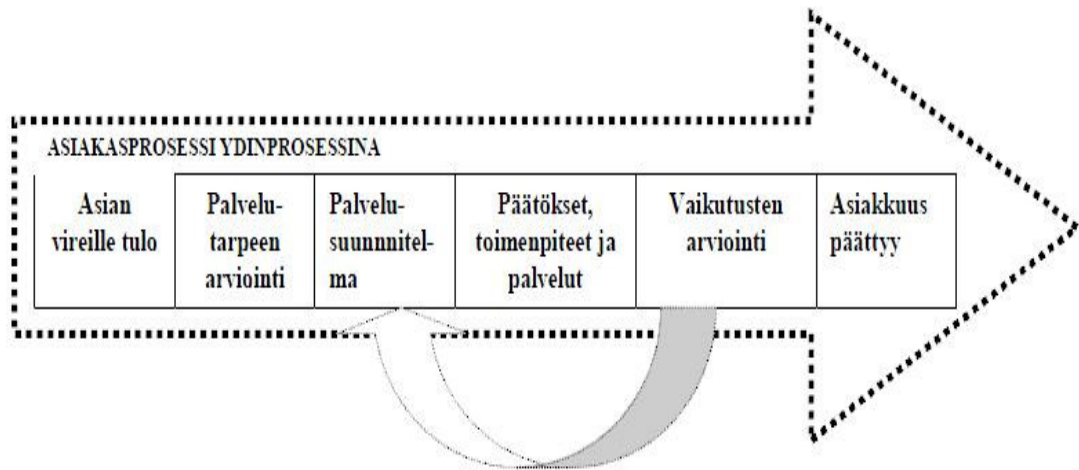 ASIAKASPROSESSI YDINPROSESSINA
Asian
vireille tulo
Palvelu-
tarpeen
arviointi
Palvelu-
suunnnitel-
ma
Päätökset,
toimenpiteet ja
palvelut
Vaikutusten
arviointi
Asiakkuus
päättyy